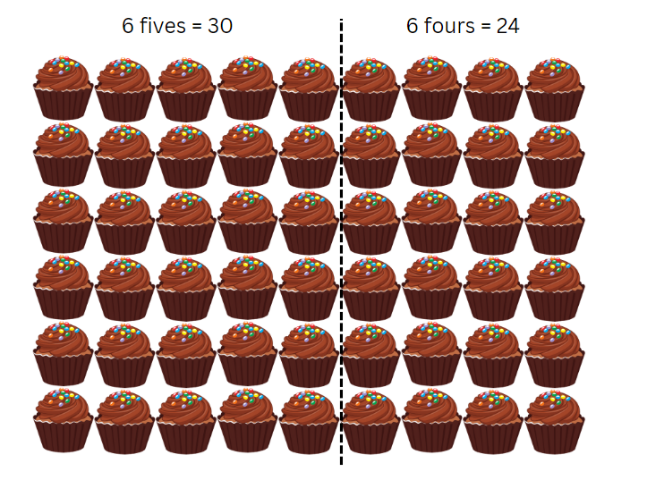 6 fives = 30
6 fours = 24